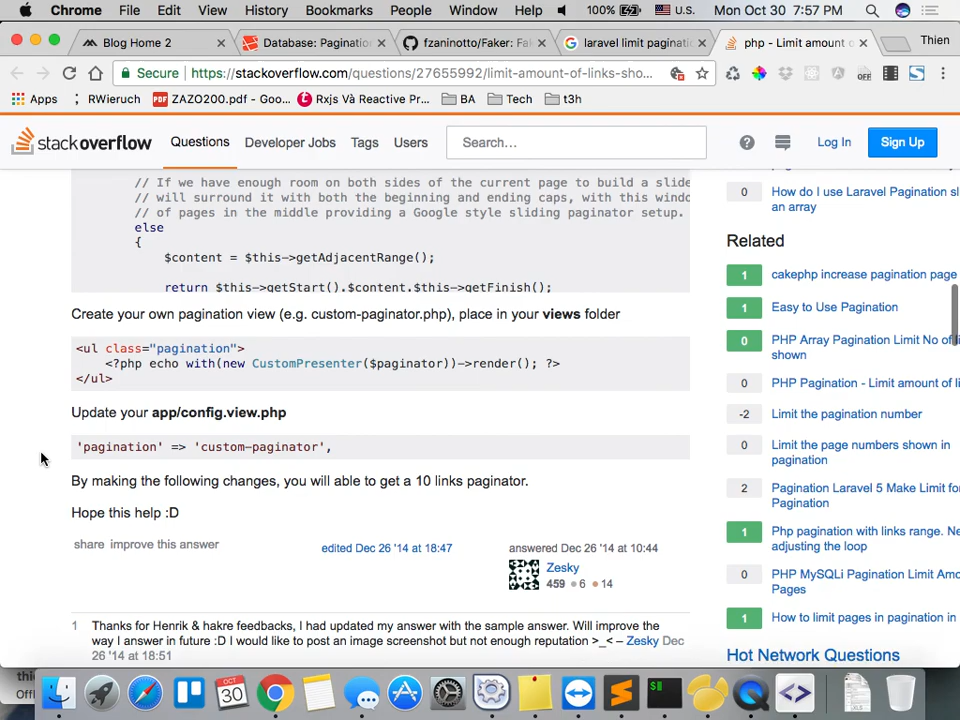 Chrome File Edit View History Bookmarks People Window Help 100% U.S. Mon Oct 30 7:57 PM Thien
Blog Home 2 Database: Paginatio fzaninotto/Faker: Fa laravel limit paginati php - Limit amount o
Secure https://stackoverflow.com/questions/27655992/limit-amount-of-links-sho... OFF
Apps RWieruch ZAZO200.pdf - Goo... Rxjs Và Reactive Pr... BA Tech t3h
stackoverflow Questions Developer Jobs Tags Users Search... Log In Sign Up
// If we have enough room on both sides of the current page to build a slide
// will surround it with both the beginning and ending caps, with this windo
// of pages in the middle providing a Google style sliding paginator setup.
else
{
$content = $this->getAdjacentRange();
return $this->getStart().$content.$this->getFinish();
Create your own pagination view (e.g. custom-paginator.php), place in your views folder
<ul class="pagination">
<?php echo with(new CustomPresenter($paginator))->render(); ?>
</ul>
Update your app/config.view.php
'pagination' => 'custom-paginator',
By making the following changes, you will able to get a 10 links paginator.
Hope this help :D
share improve this answer
edited Dec 26 '14 at 18:47
answered Dec 26 '14 at 10:44
Zesky
459 6 14
1 Thanks for Henrik & hakre feedbacks, I had updated my answer with the sample answer. Will improve the
way I answer in future :D I would like to post an image screenshot but not enough reputation >_< – Zesky Dec
26 '14 at 18:51
0 How do I use Laravel Pagination sl
an array
Related
1 cakephp increase pagination page
1 Easy to Use Pagination
0 PHP Array Pagination Limit No of li
shown
0 PHP Pagination - Limit amount of li
-2 Limit the pagination number
0 Limit the page numbers shown in
pagination
2 Pagination Laravel 5 Make Limit fo
Pagination
1 Php pagination with links range. Ne
adjusting the loop
0 PHP MySQLi Pagination Limit Amo
Pages
1 How to limit pages in pagination in
Hot Network Questions
thi
Offi
OCT
30